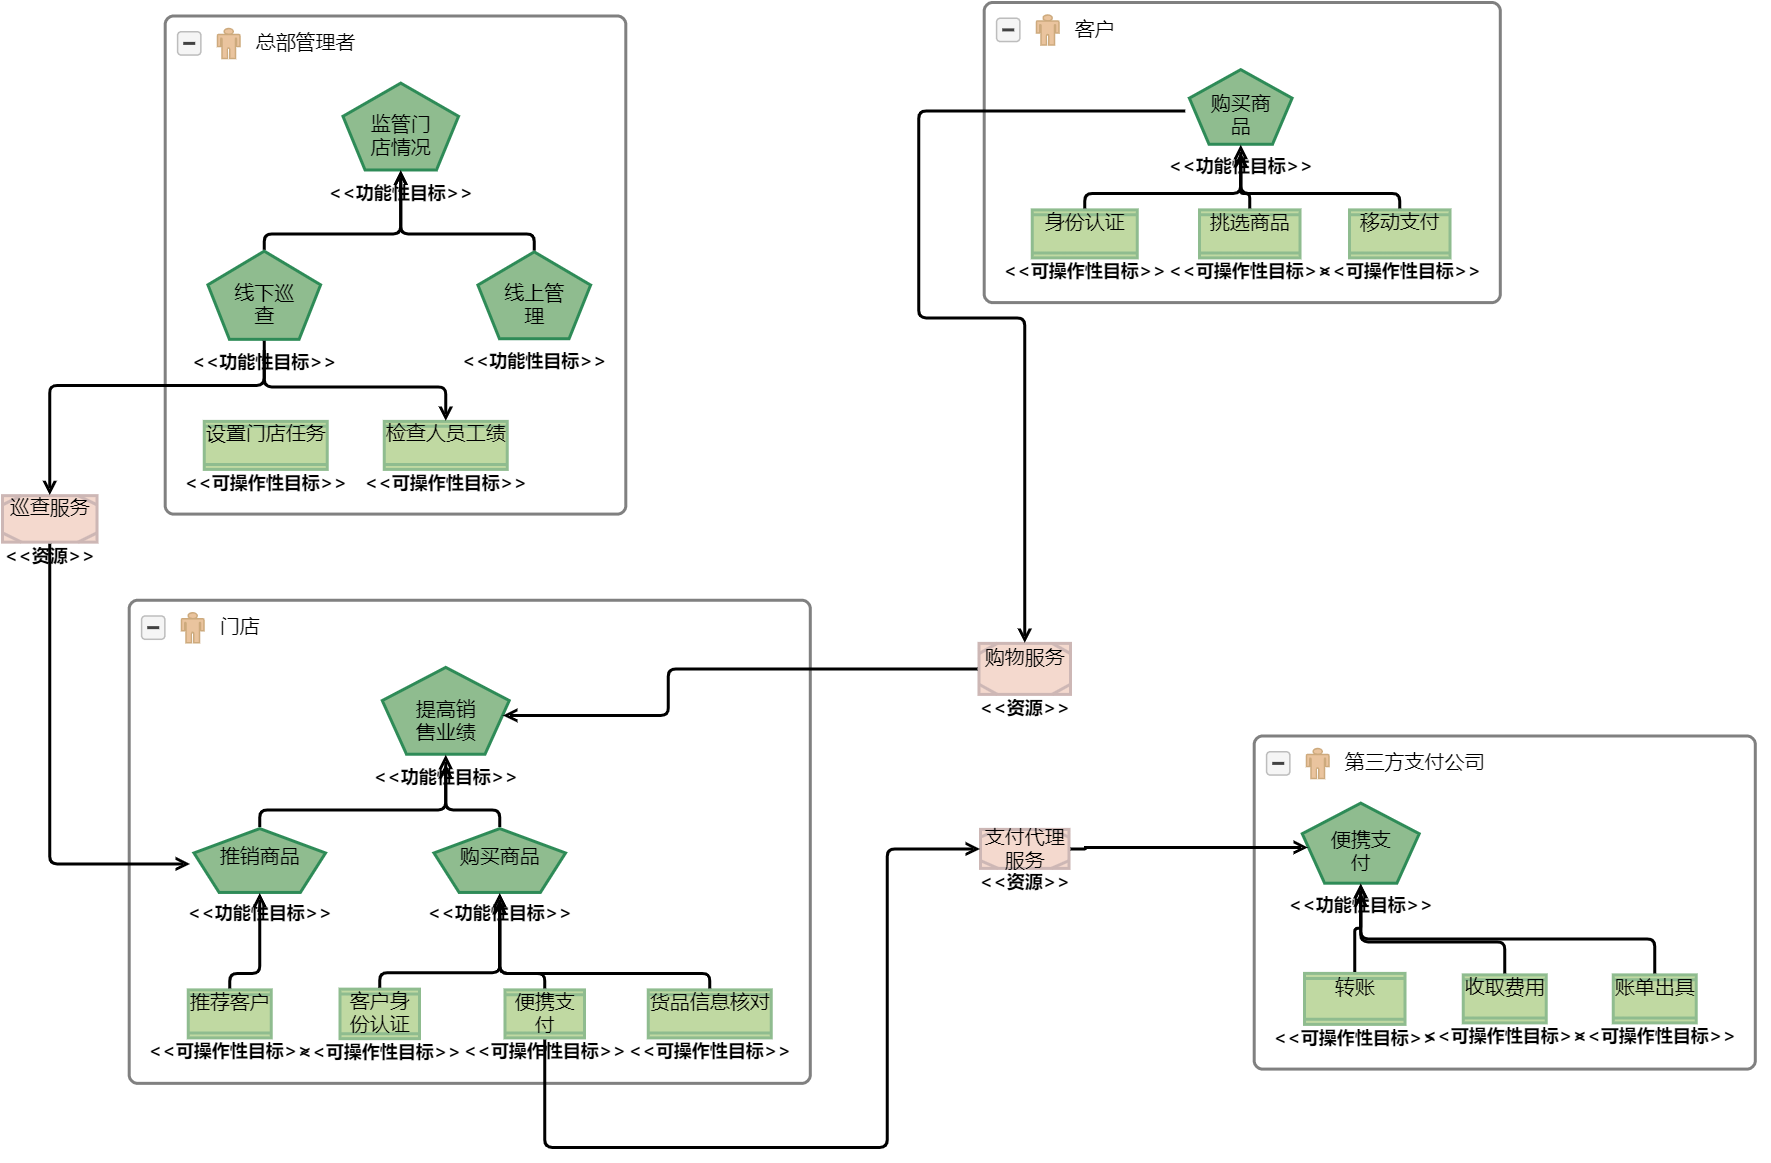 总部管理者
监管门
店情况
<<功能性目标>>
线下巡
查
<<功能性目标>>
线上管
理
<<功能性目标>>
设置门店任务
<<可操作性目标>>
检查人员工绩
<<可操作性目标>>
客户
购买商
品
<<功能性目标>>
身份认证
<<可操作性目标>>
挑选商品
<<可操作性目标>>
移动支付
<<可操作性目标>>
巡查服务
<<资源>>
门店
提高销
售业绩
<<功能性目标>>
推销商品
<<功能性目标>>
购买商品
<<功能性目标>>
推荐客户
<<可操作性目标>>
客户身
份认证
<<可操作性目标>>
便携支
付
<<可操作性目标>>
货品信息核对
<<可操作性目标>>
购物服务
<<资源>>
支付代理
服务
<<资源>>
第三方支付公司
便携支
付
<<功能性目标>>
转账
<<可操作性目标>>
收取费用
<<可操作性目标>>
账单出具
<<可操作性目标>>